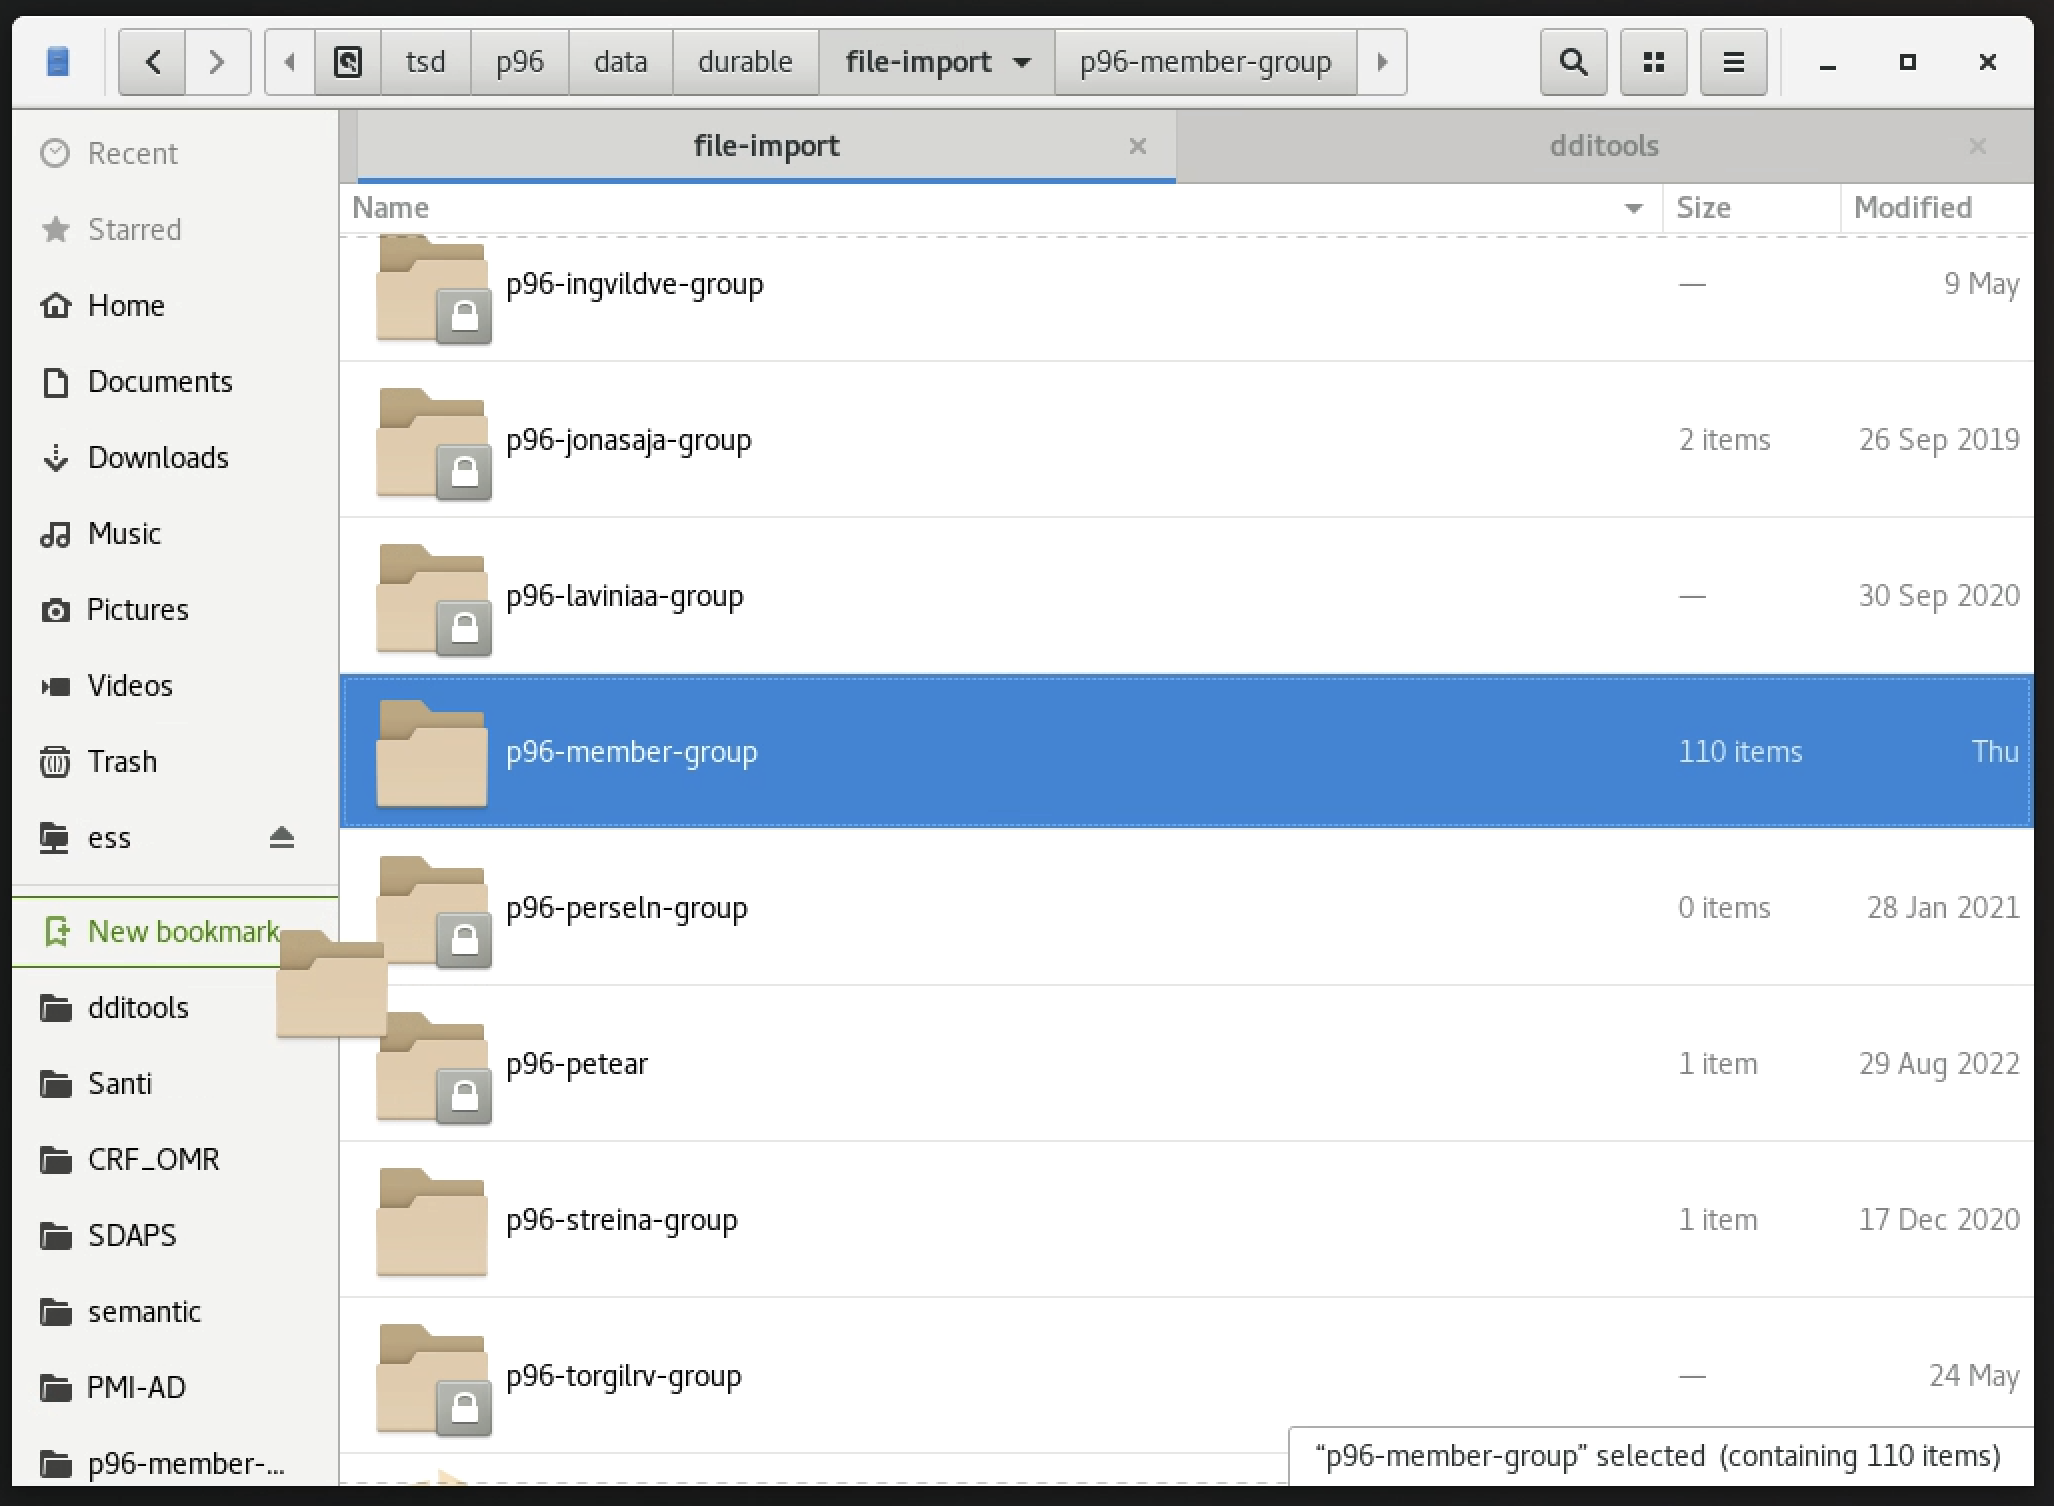 tsd p96 data durable file-import p96-member-group
file-import dditools
Name Size Modified
Recent
Starred
Home
Documents
Downloads
Music
Pictures
Videos
Trash
ess
New bookmark
dditools
Santi
CRF_OMR
SDAPS
semantic
PMI-AD
p96-member-...
p96-ingvildve-group — 9 May
p96-jonasaja-group 2 items 26 Sep 2019
p96-laviniaa-group — 30 Sep 2020
p96-member-group 110 items Thu
p96-perseln-group 0 items 28 Jan 2021
p96-petear 1 item 29 Aug 2022
p96-streina-group 1 item 17 Dec 2020
p96-torgilrv-group — 24 May
“p96-member-group” selected (containing 110 items)